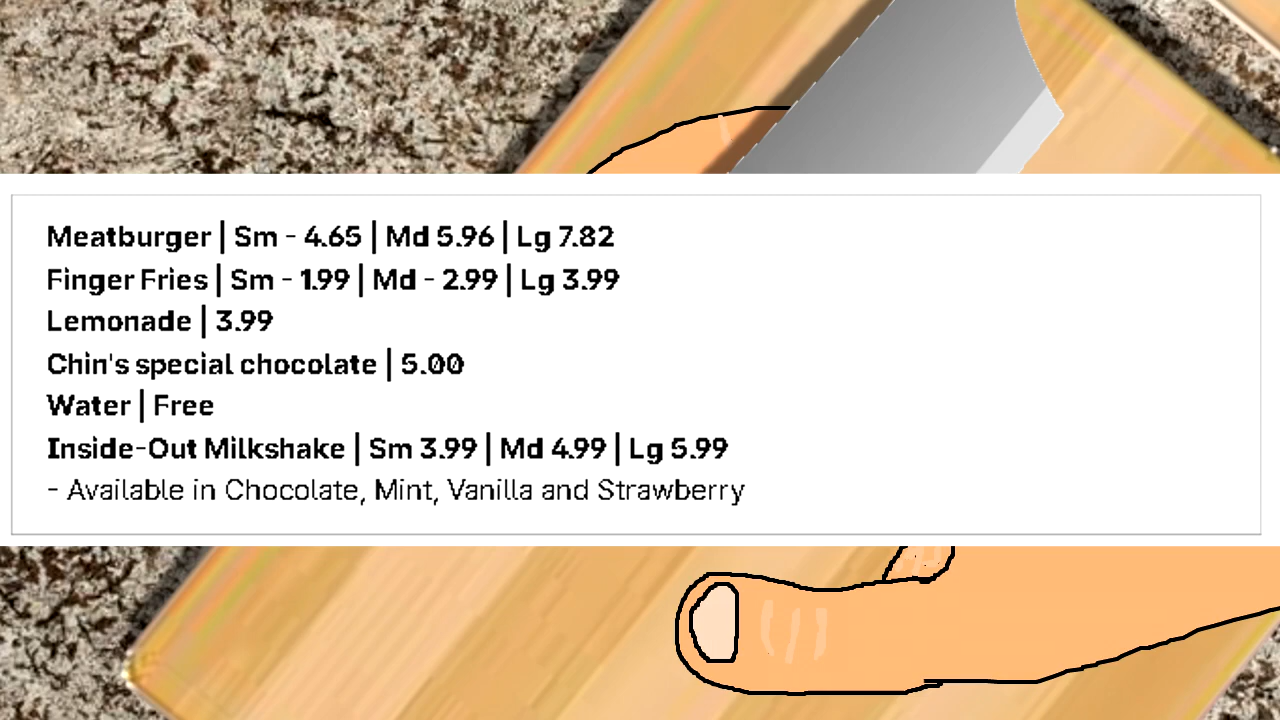 Meatburger | Sm - 4.65 | Md 5.96 | Lg 7.82
Finger Fries | Sm - 1.99 | Md - 2.99 | Lg 3.99
Lemonade | 3.99
Chin's special chocolate | 5.00
Water | Free
Inside-Out Milkshake | Sm 3.99 | Md 4.99 | Lg 5.99
- Available in Chocolate, Mint, Vanilla and Strawberry